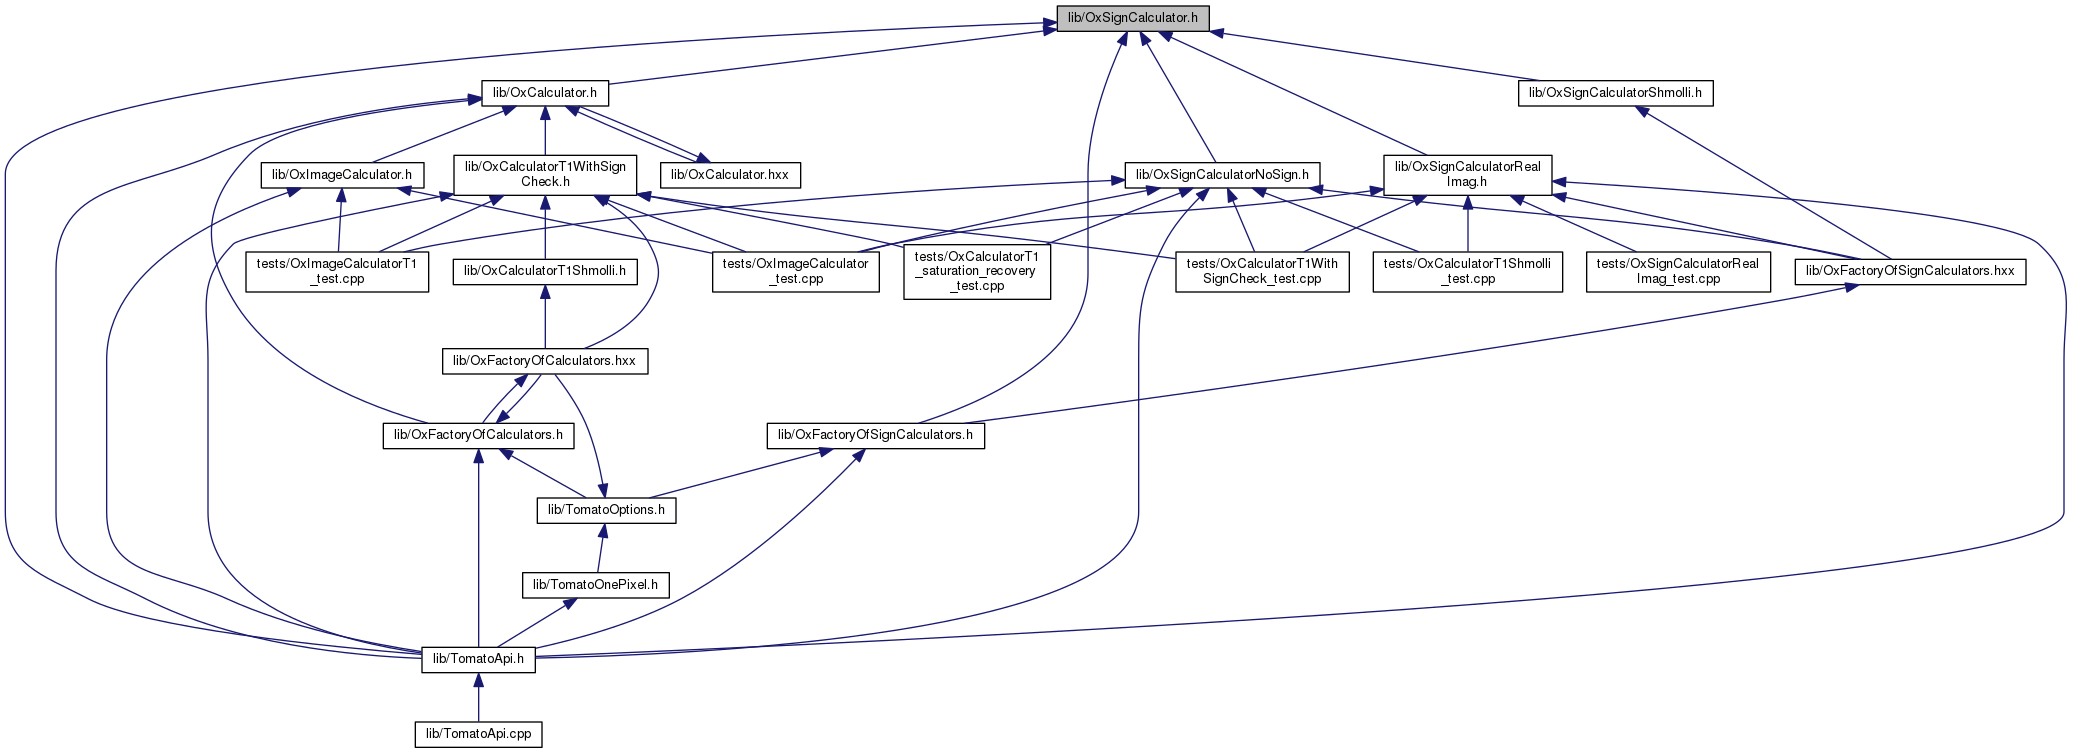 lib/OxSignCalculator.h
lib/OxCalculator.h
lib/OxSignCalculatorShmolli.h
lib/OxImageCalculator.h
lib/OxCalculatorT1WithSign
Check.h
lib/OxCalculator.hxx
lib/OxSignCalculatorNoSign.h
lib/OxSignCalculatorReal
Imag.h
tests/OxImageCalculatorT1
_test.cpp
lib/OxCalculatorT1Shmolli.h
tests/OxImageCalculator
_test.cpp
tests/OxCalculatorT1
_saturation_recovery
_test.cpp
tests/OxCalculatorT1With
SignCheck_test.cpp
tests/OxCalculatorT1Shmolli
_test.cpp
tests/OxSignCalculatorReal
Imag_test.cpp
lib/OxFactoryOfSignCalculators.hxx
lib/OxFactoryOfCalculators.hxx
lib/OxFactoryOfCalculators.h
lib/OxFactoryOfSignCalculators.h
lib/TomatoOptions.h
lib/TomatoOnePixel.h
lib/TomatoApi.h
lib/TomatoApi.cpp